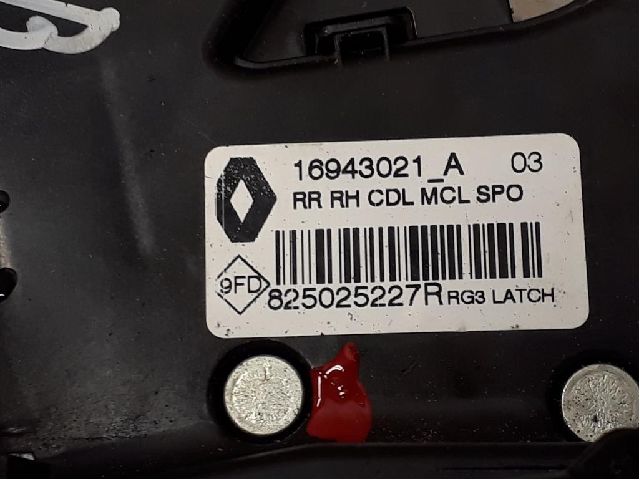 16943021_A 03
RR RH CDL MCL SPO
9FD
825025227R RG3 LATCH